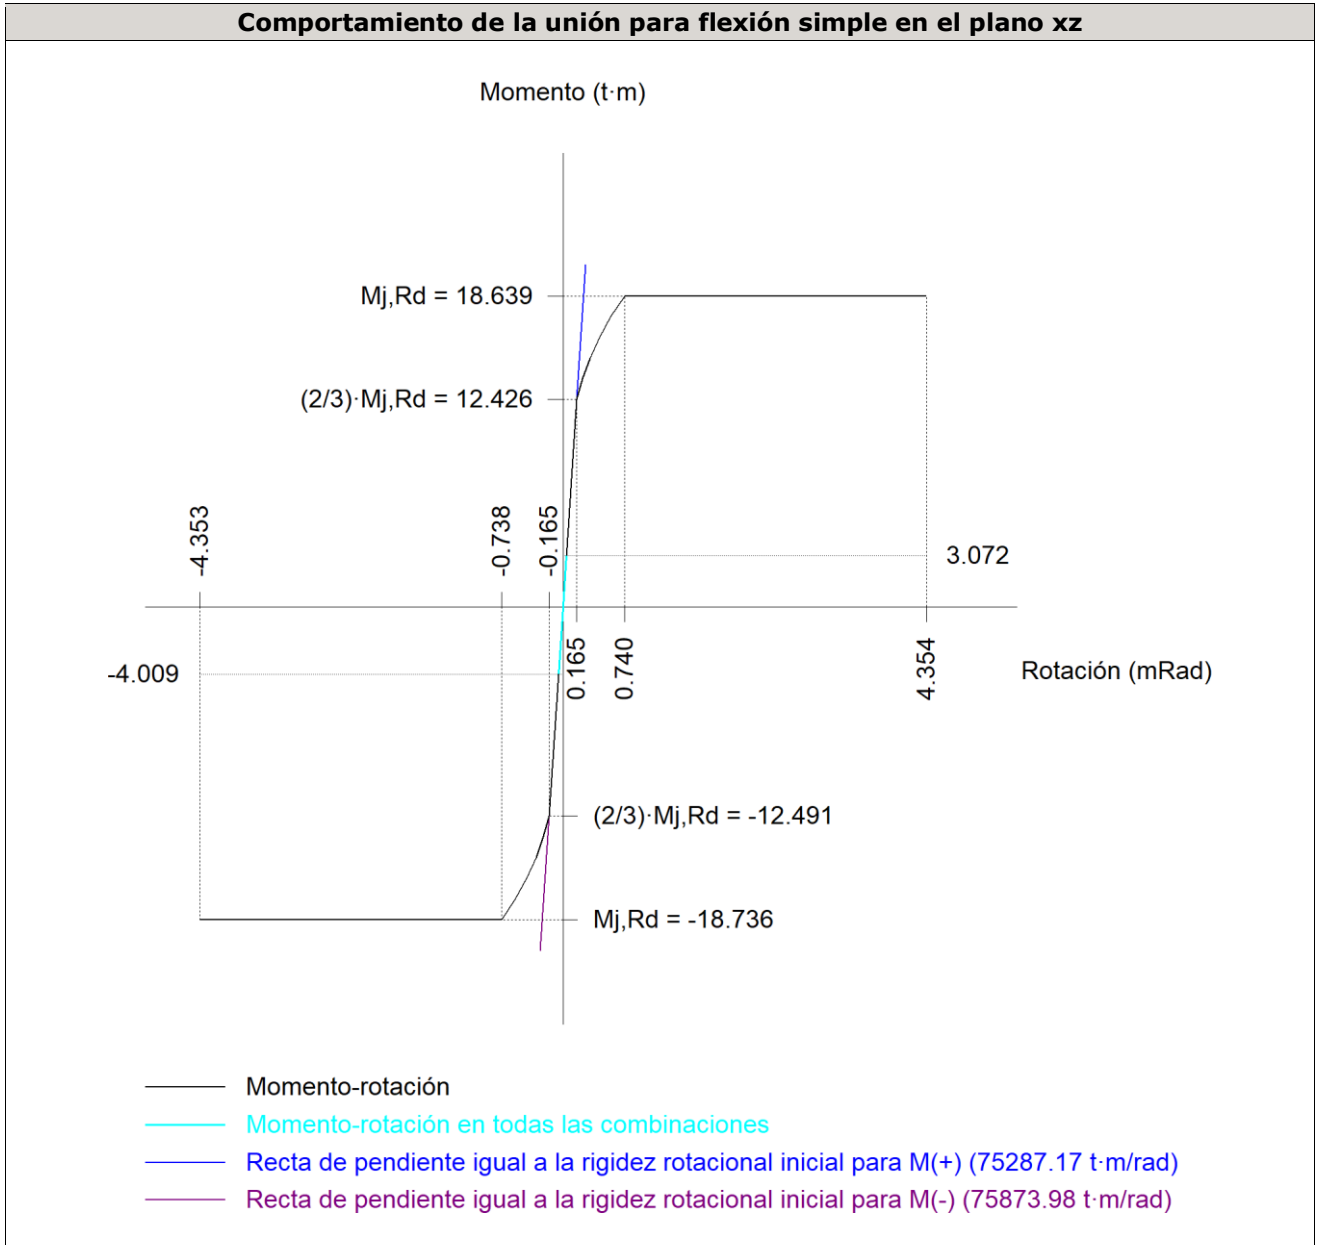 Comportamiento de la unión para flexión simple en el plano xz
Momento (t·m)
Mj,Rd = 18.639
(2/3)·Mj,Rd = 12.426
-4.353
-0.738
-0.165
3.072
0.165
0.740
4.354
-4.009
Rotación (mRad)
(2/3)·Mj,Rd = -12.491
Mj,Rd = -18.736
Momento-rotación
Momento-rotación en todas las combinaciones
Recta de pendiente igual a la rigidez rotacional inicial para M(+) (75287.17 t·m/rad)
Recta de pendiente igual a la rigidez rotacional inicial para M(-) (75873.98 t·m/rad)